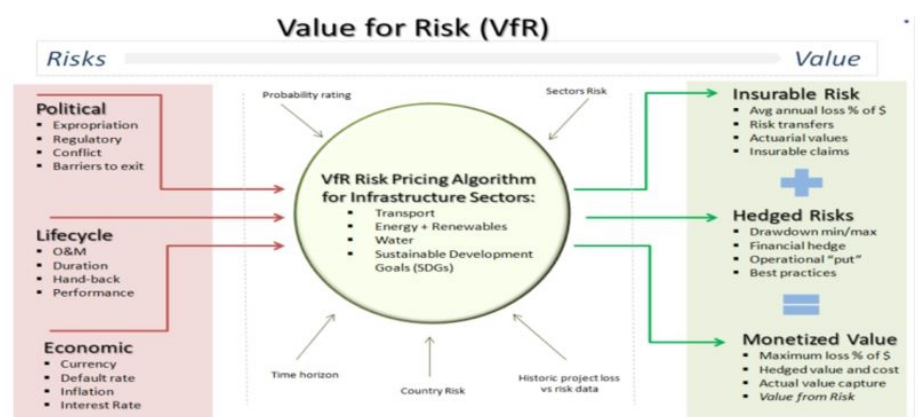 Value for Risk (VfR)
Risks
Value
Political
▪ Expropriation
▪ Regulatory
▪ Conflict
▪ Barriers to exit
Lifecycle
▪ O&M
▪ Duration
▪ Hand-back
▪ Performance
Economic
▪ Currency
▪ Default rate
▪ Inflation
▪ Interest Rate
Probability rating
Sectors Risk
VfR Risk Pricing Algorithm
for Infrastructure Sectors:
▪ Transport
▪ Energy + Renewables
▪ Water
▪ Sustainable Development
Goals (SDGs)
Time horizon
Country Risk
Historic project loss
vs risk data
Insurable Risk
▪ Avg annual loss % of $
▪ Risk transfers
▪ Actuarial values
▪ Insurable claims
Hedged Risks
▪ Drawdown min/max
▪ Financial hedge
▪ Operational “put”
▪ Best practices
Monetized Value
▪ Maximum loss % of $
▪ Hedged value and cost
▪ Actual value capture
▪ Value from Risk